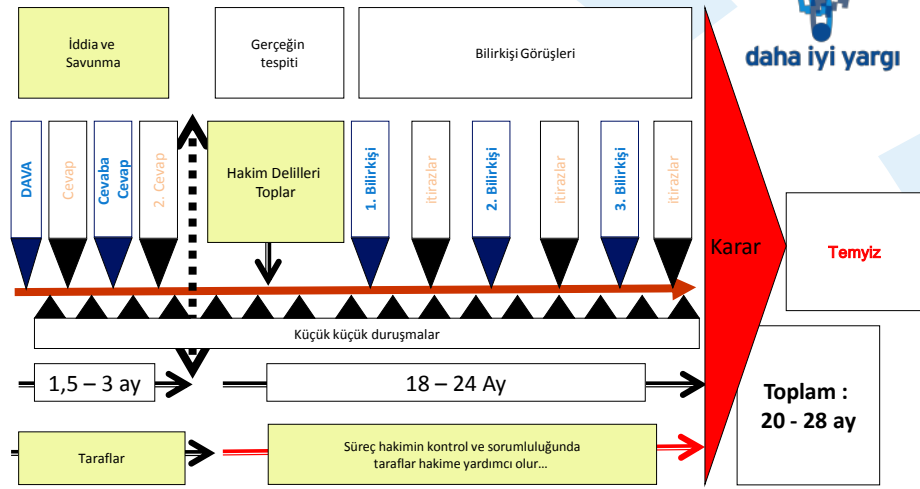 İddia ve
Savunma
Gerçeğin
tespiti
Bilirkişi Görüşleri
daha iyi yargı
DAVA
Cevap
Cevaba
Cevap
2. Cevap
Hakim Delilleri
Toplar
1. Bilirkişi
itirazlar
2. Bilirkişi
itirazlar
3. Bilirkişi
itirazlar
Karar
Temyiz
Küçük küçük duruşmalar
1,5 – 3 ay
18 – 24 Ay
Toplam :
20 - 28 ay
Taraflar
Süreç hakimin kontrol ve sorumluluğunda
taraflar hakime yardımcı olur…